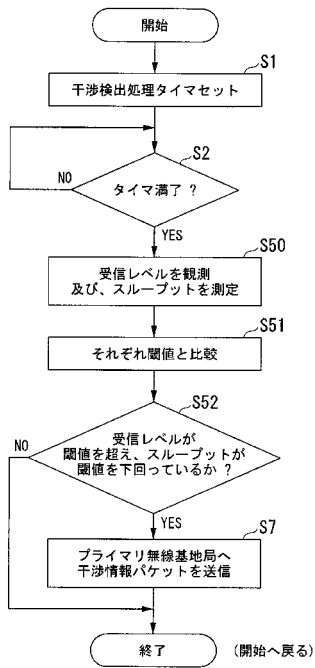 開始
S1
干渉検出処理タイマセット
S2
NO
タイマ満了 ?
YES
S50
受信レベルを観測
及び、スループットを測定
S51
それぞれ閾値と比較
S52
NO
受信レベルが
閾値を超え、スループットが
閾値を下回っているか ?
YES
S7
プライマリ無線基地局へ
干渉情報パケットを送信
終了
(開始へ戻る)